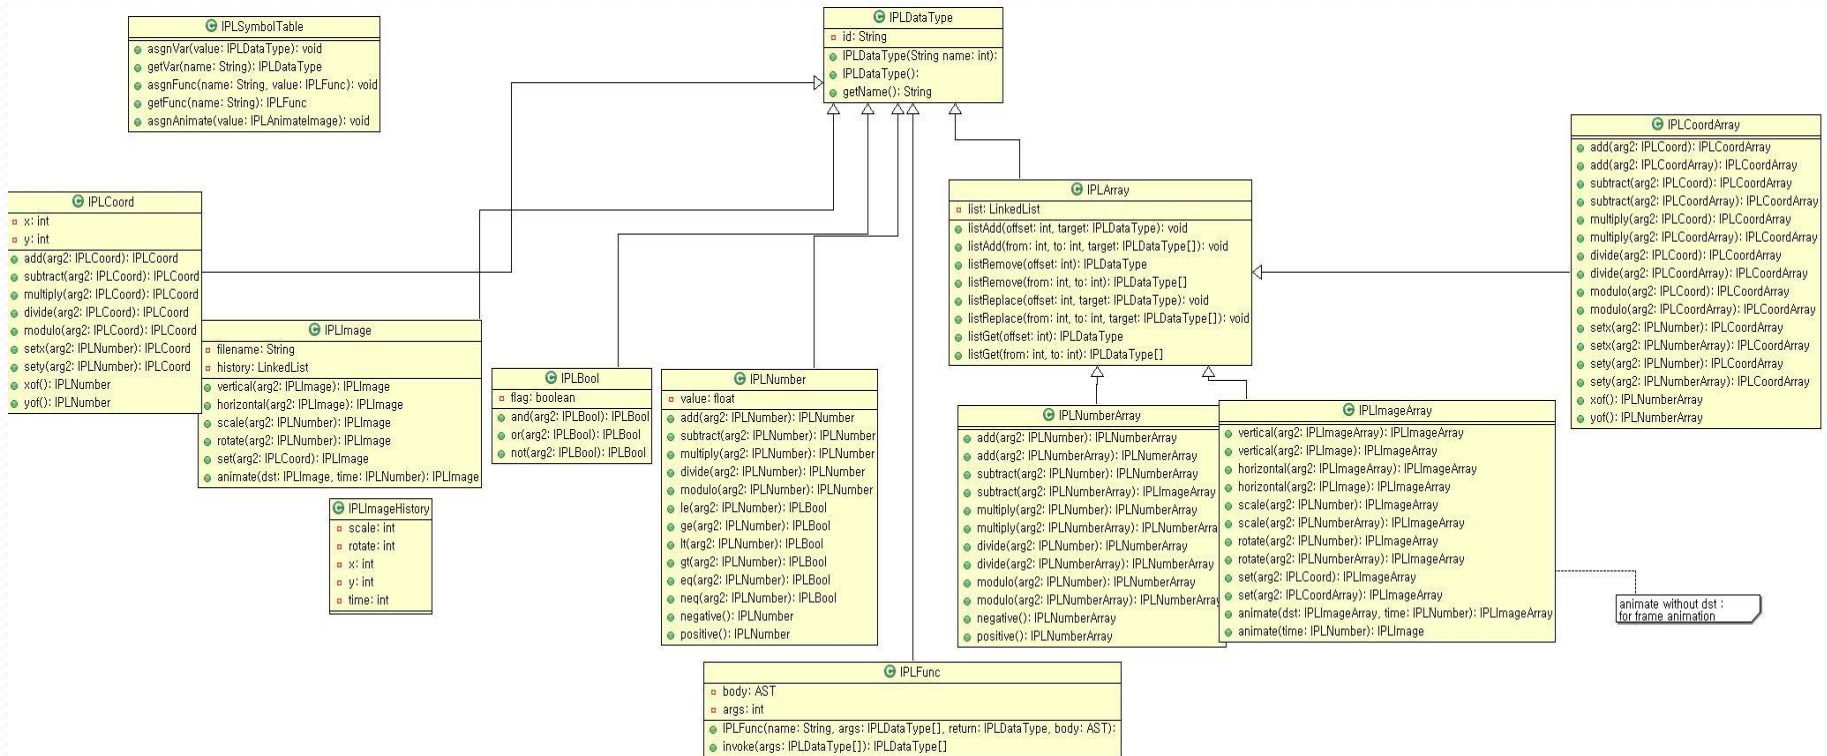 IPLSymbolTable
asgnVar(value: IPLDataType): void
getVar(name: String): IPLDataType
asgnFunc(name: String, value: IPLFunc): void
getFunc(name: String): IPLFunc
asgnAnimate(value: IPLAnimateImage): void
IPLDataType
id: String
IPLDataType(String name: int):
IPLDataType():
getName(): String
IPLCoord
x: int
y: int
add(arg2: IPLCoord): IPLCoord
subtract(arg2: IPLCoord): IPLCoord
multiply(arg2: IPLCoord): IPLCoord
divide(arg2: IPLCoord): IPLCoord
modulo(arg2: IPLCoord): IPLCoord
setx(arg2: IPLNumber): IPLCoord
sety(arg2: IPLNumber): IPLCoord
xof(): IPLNumber
yof(): IPLNumber
IPLImage
filename: String
history: LinkedList
vertical(arg2: IPLImage): IPLImage
horizontal(arg2: IPLImage): IPLImage
scale(arg2: IPLNumber): IPLImage
rotate(arg2: IPLNumber): IPLImage
set(arg2: IPLCoord): IPLImage
animate(dst: IPLImage, time: IPLNumber): IPLImage
IPLImageHistory
scale: int
rotate: int
x: int
y: int
time: int
IPLBool
flag: boolean
and(arg2: IPLBool): IPLBool
or(arg2: IPLBool): IPLBool
not(arg2: IPLBool): IPLBool
IPLNumber
value: float
add(arg2: IPLNumber): IPLNumber
subtract(arg2: IPLNumber): IPLNumber
multiply(arg2: IPLNumber): IPLNumber
divide(arg2: IPLNumber): IPLNumber
modulo(arg2: IPLNumber): IPLNumber
le(arg2: IPLNumber): IPLBool
ge(arg2: IPLNumber): IPLBool
lt(arg2: IPLNumber): IPLBool
gt(arg2: IPLNumber): IPLBool
eq(arg2: IPLNumber): IPLBool
neq(arg2: IPLNumber): IPLBool
negative(): IPLNumber
positive(): IPLNumber
IPLFunc
body: AST
args: int
IPLFunc(name: String, args: IPLDataType[], return: IPLDataType, body: AST):
invoke(args: IPLDataType[]): IPLDataType[]
IPLArray
list: LinkedList
listAdd(offset: int, target: IPLDataType): void
listAdd(from: int, to: int, target: IPLDataType[]): void
listRemove(offset: int): IPLDataType
listRemove(from: int, to: int): IPLDataType[]
listReplace(offset: int, target: IPLDataType): void
listReplace(from: int, to: int, target: IPLDataType[]): void
listGet(offset: int): IPLDataType
listGet(from: int, to: int): IPLDataType[]
IPLNumberArray
add(arg2: IPLNumber): IPLNumberArray
add(arg2: IPLNumberArray): IPLNumerArray
subtract(arg2: IPLNumber): IPLNumberArray
subtract(arg2: IPLNumberArray): IPLImageArray
multiply(arg2: IPLNumber): IPLNumberArray
multiply(arg2: IPLNumberArray): IPLNumberArra
divide(arg2: IPLNumber): IPLNumberArray
divide(arg2: IPLNumberArray): IPLNumberArray
modulo(arg2: IPLNumber): IPLNumberArray
modulo(arg2: IPLNumberArray): IPLNumberArray
negative(): IPLNumberArray
positive(): IPLNumberArray
IPLImageArray
vertical(arg2: IPLImageArray): IPLImageArray
vertical(arg2: IPLImage): IPLImageArray
horizontal(arg2: IPLImageArray): IPLImageArray
horizontal(arg2: IPLImage): IPLImageArray
scale(arg2: IPLNumber): IPLImageArray
scale(arg2: IPLNumberArray): IPLImageArray
rotate(arg2: IPLNumber): IPLImageArray
rotate(arg2: IPLNumberArray): IPLImageArray
set(arg2: IPLCoord): IPLImageArray
set(arg2: IPLCoordArray): IPLImageArray
animate(dst: IPLImageArray, time: IPLNumber): IPLImageArray
animate(time: IPLNumber): IPLImage
IPLCoordArray
add(arg2: IPLCoord): IPLCoordArray
add(arg2: IPLCoordArray): IPLCoordArray
subtract(arg2: IPLCoord): IPLCoordArray
subtract(arg2: IPLCoordArray): IPLCoordArray
multiply(arg2: IPLCoord): IPLCoordArray
multiply(arg2: IPLCoordArray): IPLCoordArray
divide(arg2: IPLCoord): IPLCoordArray
divide(arg2: IPLCoordArray): IPLCoordArray
modulo(arg2: IPLCoord): IPLCoordArray
modulo(arg2: IPLCoordArray): IPLCoordArray
setx(arg2: IPLNumber): IPLCoordArray
setx(arg2: IPLNumberArray): IPLCoordArray
sety(arg2: IPLNumber): IPLCoordArray
sety(arg2: IPLNumberArray): IPLCoordArray
xof(): IPLNumberArray
yof(): IPLNumberArray
animate without dst :
for frame animation